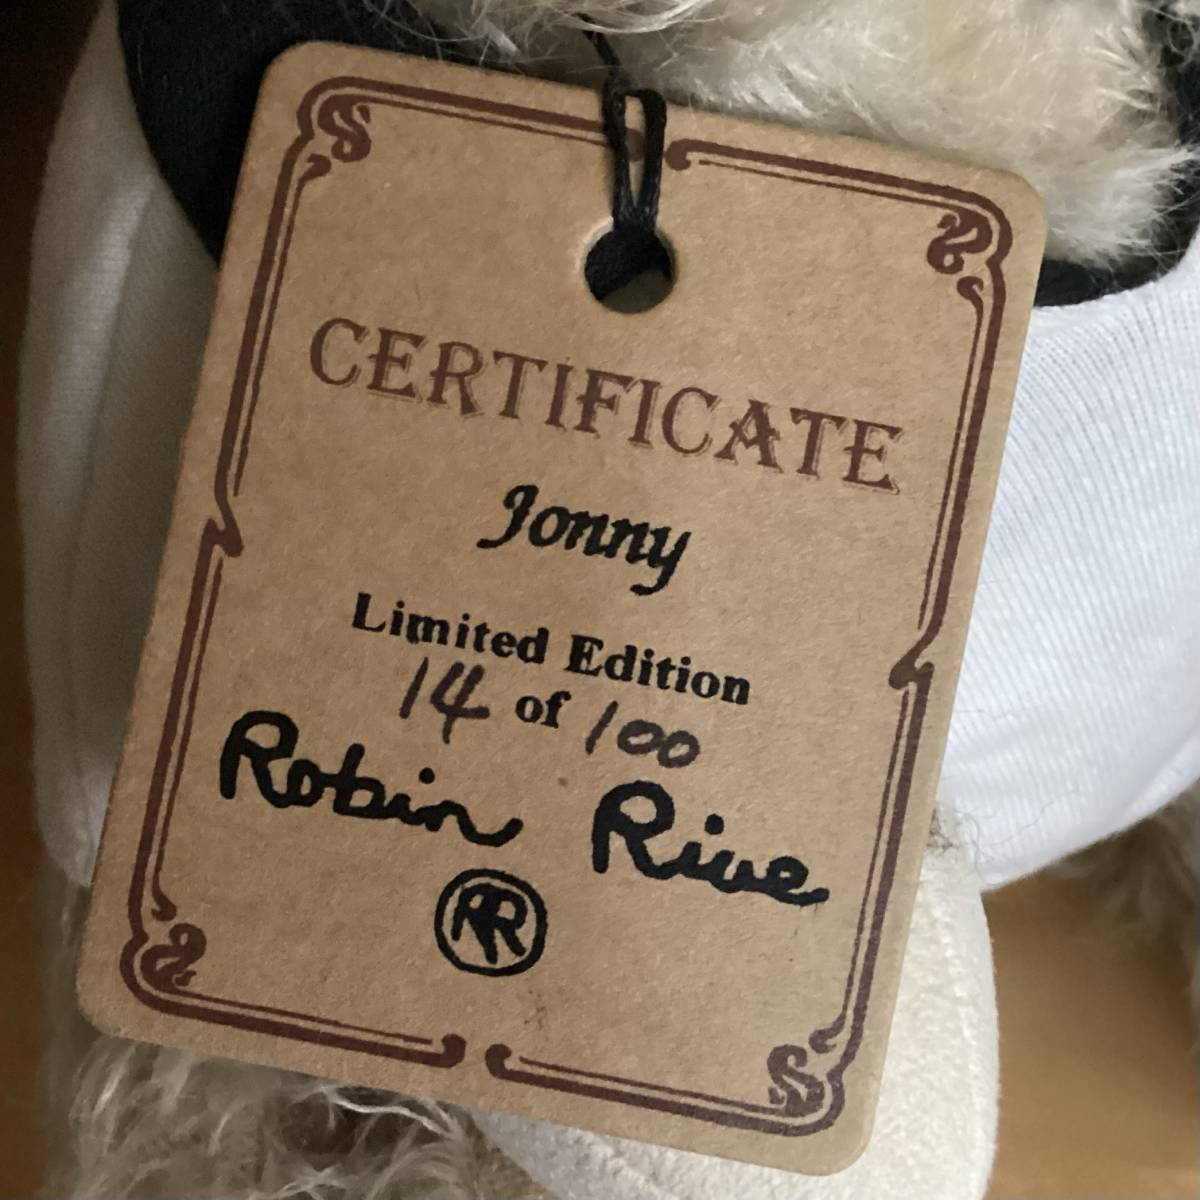 CERTIFICATE
Jonny
Limited Edition
14 of 100
Robin Rive
RR